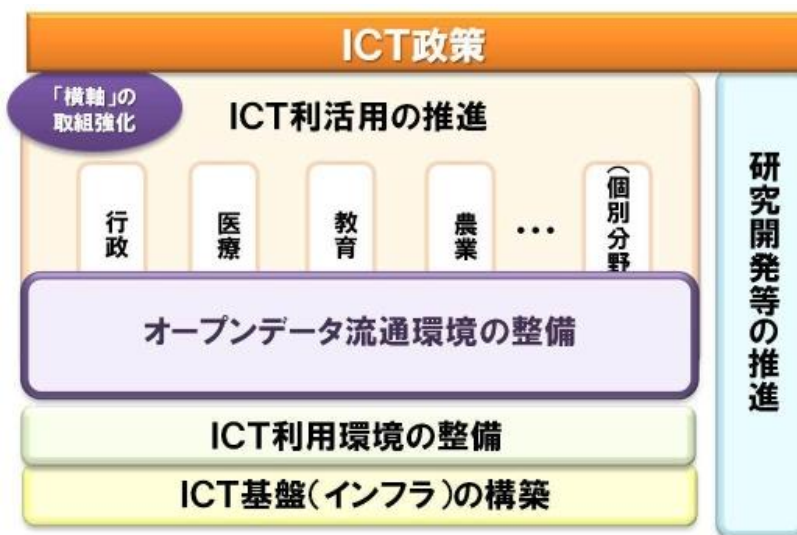 ICT政策
「横軸」の
取組強化
ICT利活用の推進
行政
医療
教育
農業
•••
(個別分野
オープンデータ流通環境の整備
ICT利用環境の整備
ICT基盤(インフラ)の構築
研究開発等の推進